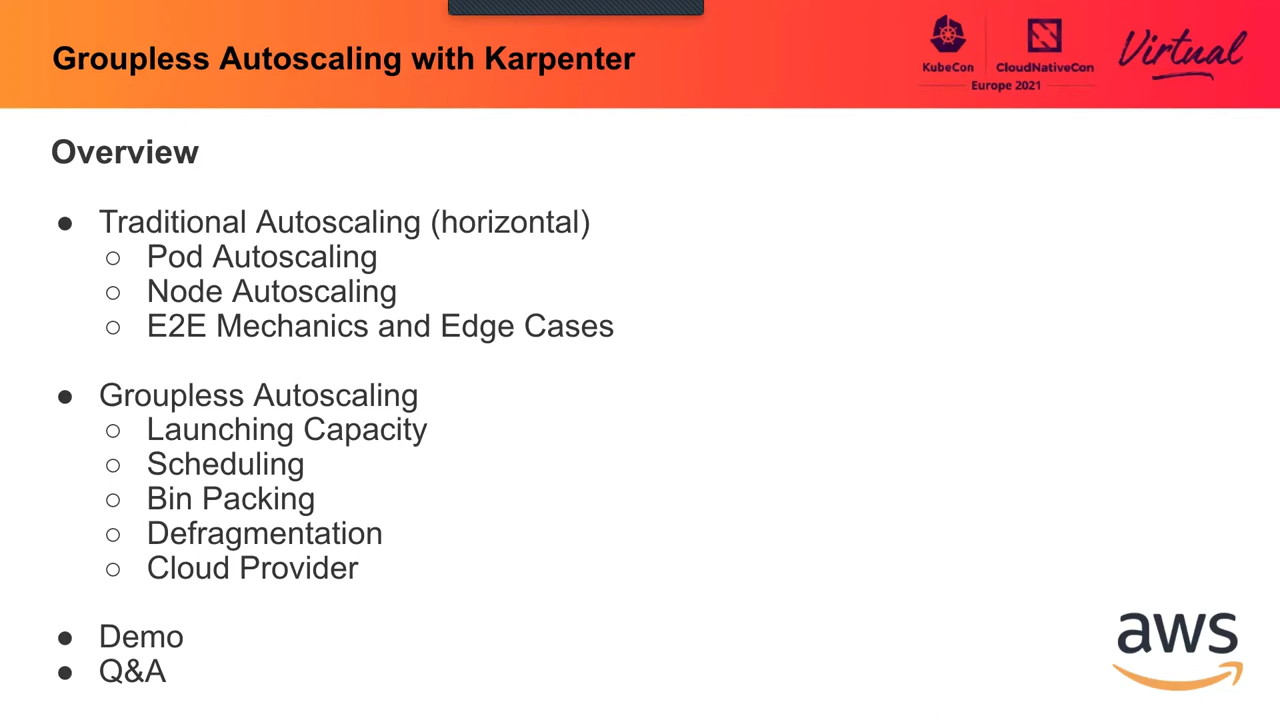 Groupless Autoscaling with Karpenter
KubeCon
CloudNativeCon
Europe 2021
Virtual
Overview
● Traditional Autoscaling (horizontal)
○ Pod Autoscaling
○ Node Autoscaling
○ E2E Mechanics and Edge Cases
● Groupless Autoscaling
○ Launching Capacity
○ Scheduling
○ Bin Packing
○ Defragmentation
○ Cloud Provider
● Demo
● Q&A
aws